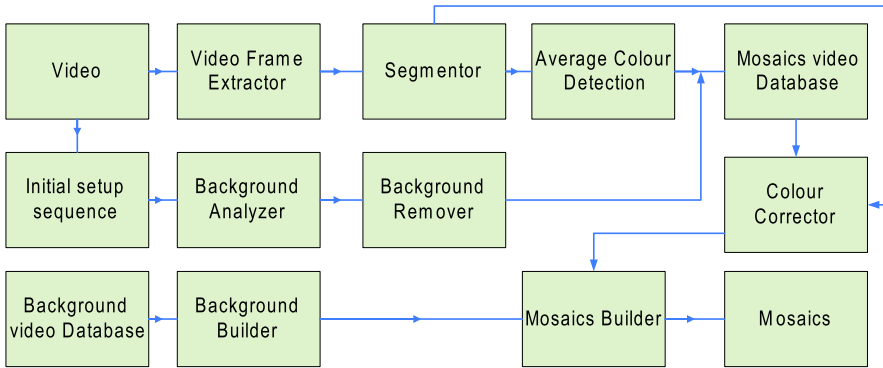 Video
Video Frame
Extractor
Segmentor
Average Colour
Detection
Mosaics video
Database
Initial setup
sequence
Background
Analyzer
Background
Remover
Colour
Corrector
Background
video Database
Background
Builder
Mosaics Builder
Mosaics